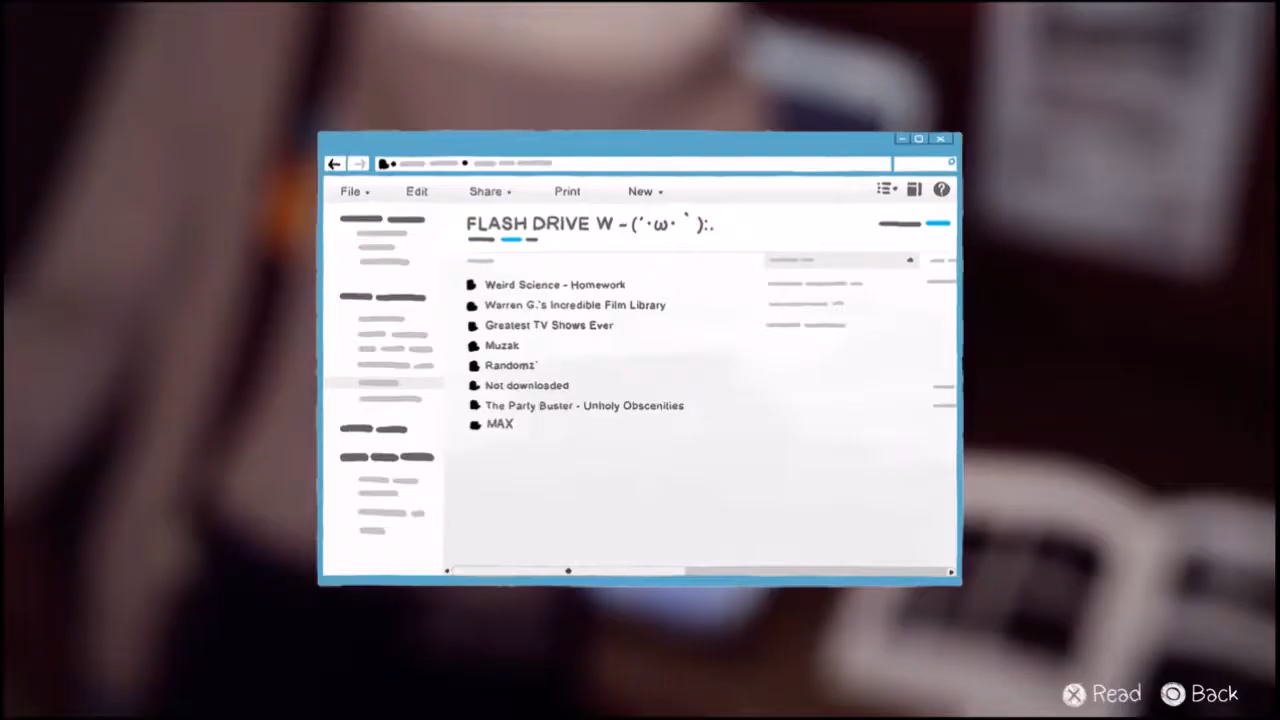 File Edit Share Print New
FLASH DRIVE W ~(´･ω･｀):.
Weird Science - Homework
Warren G.'s Incredible Film Library
Greatest TV Shows Ever
Muzak
Randomz`
Not downloaded
The Party Buster - Unholy Obscenities
MAX
Read Back